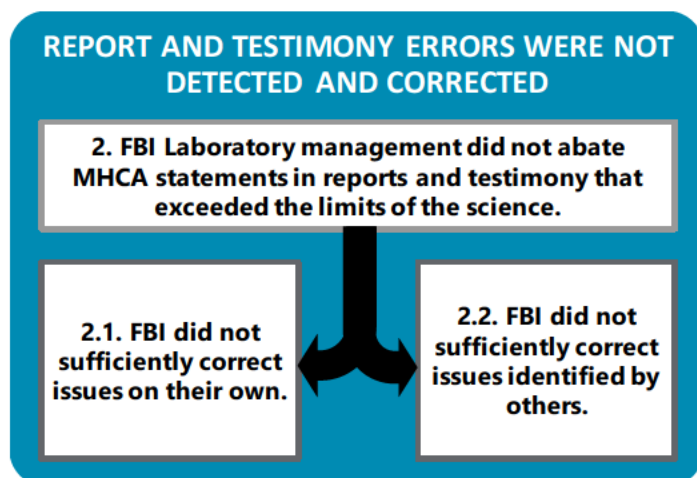 REPORT AND TESTIMONY ERRORS WERE NOT
DETECTED AND CORRECTED
2. FBI Laboratory management did not abate
MHCA statements in reports and testimony that
exceeded the limits of the science.
2.1. FBI did not
sufficiently correct
issues on their own.
2.2. FBI did not
sufficiently correct
issues identified by
others.